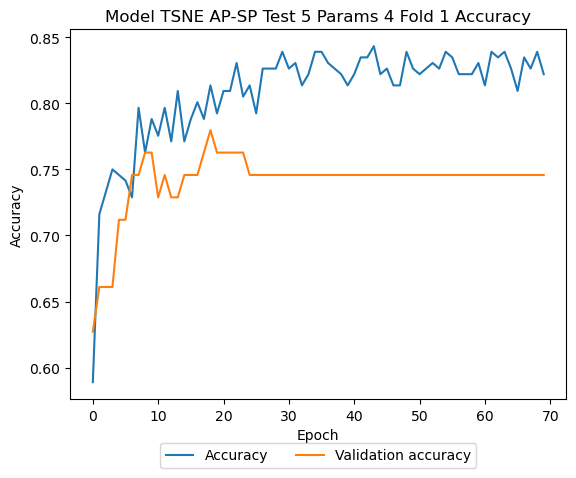 Model TSNE AP-SP Test 5 Params 4 Fold 1 Accuracy
0.85
0.80
0.75
0.70
0.65
0.60
Accuracy
0 10 20 30 40 50 60 70
Epoch
Accuracy Validation accuracy